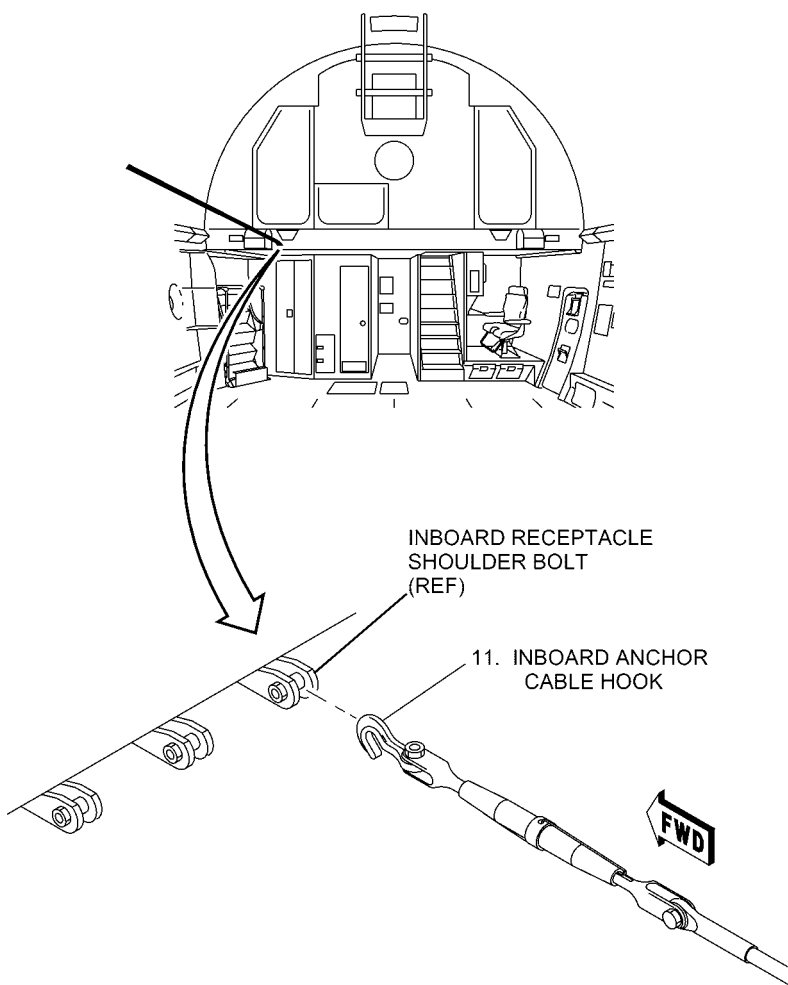 INBOARD RECEPTACLE
SHOULDER BOLT
(REF)
11. INBOARD ANCHOR
CABLE HOOK
FWD